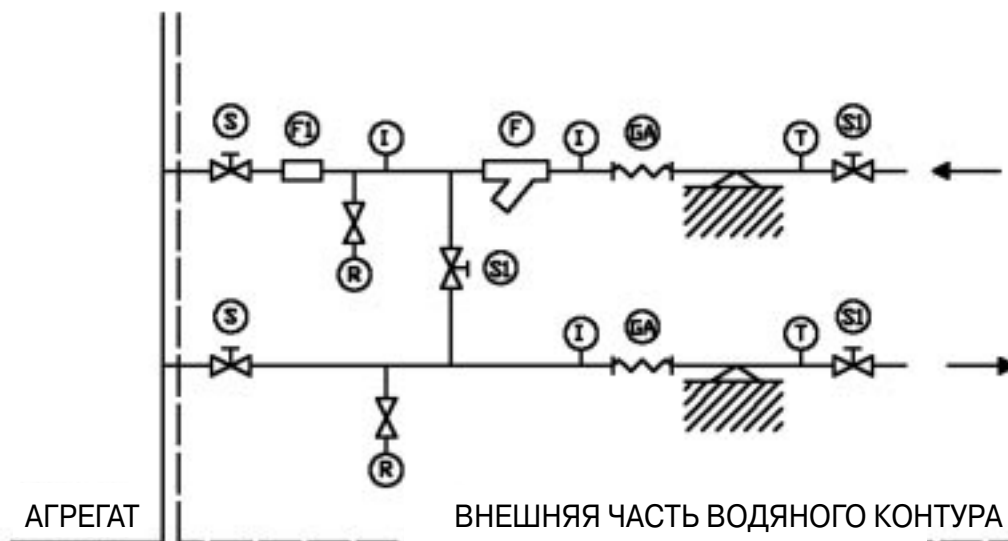 S F1 I F I GA T S1
R S1
S I GA T S1
R
АГРЕГАТ ВНЕШНЯЯ ЧАСТЬ ВОДЯНОГО КОНТУРА